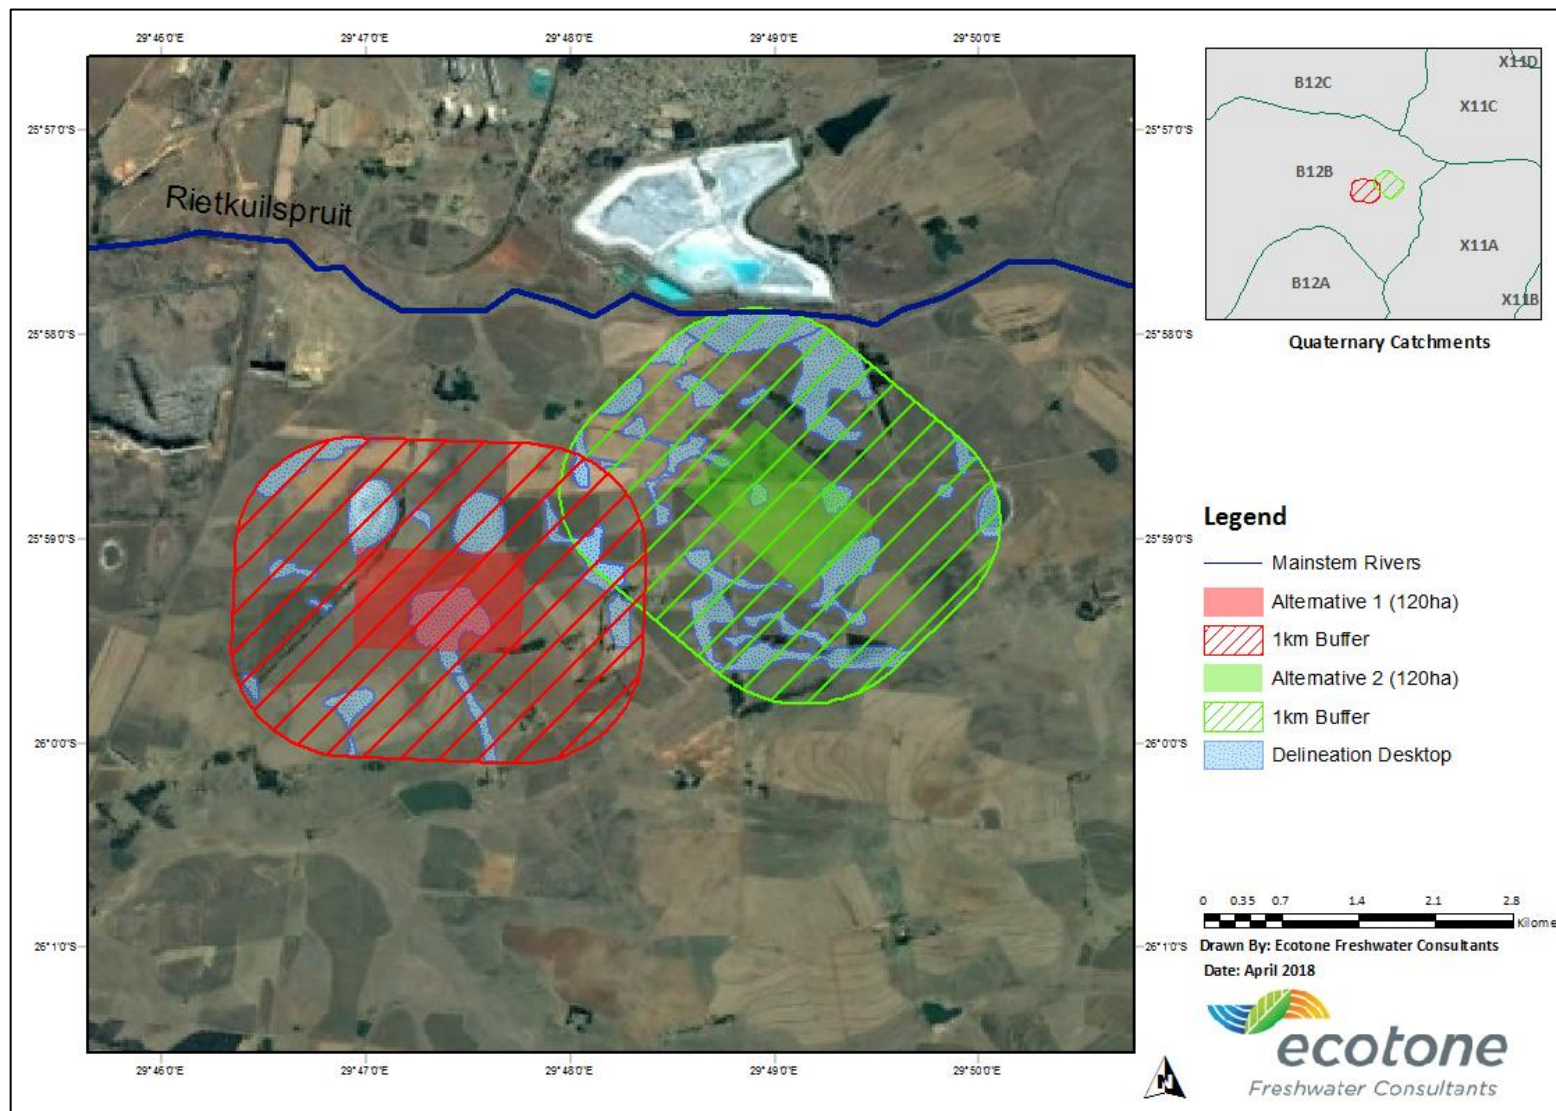 29°46'0"E 29°47'0"E 29°48'0"E 29°49'0"E 29°50'0"E
25°57'0"S 25°57'0"S
Rietkuilspruit
25°58'0"S 25°58'0"S
25°59'0"S 25°59'0"S
26°0'0"S 26°0'0"S
26°1'0"S 26°1'0"S
29°46'0"E 29°47'0"E 29°48'0"E 29°49'0"E 29°50'0"E
X11D
B12C
X11C
B12B
X11A
B12A
X11B
Quaternary Catchments
Legend
Mainstem Rivers
Alternative 1 (120ha)
1km Buffer
Alternative 2 (120ha)
1km Buffer
Delineation Desktop
0 0.35 0.7 1.4 2.1 2.8
Kilome
Drawn By: Ecotone Freshwater Consultants
Date: April 2018
N
ecotone
Freshwater Consultants